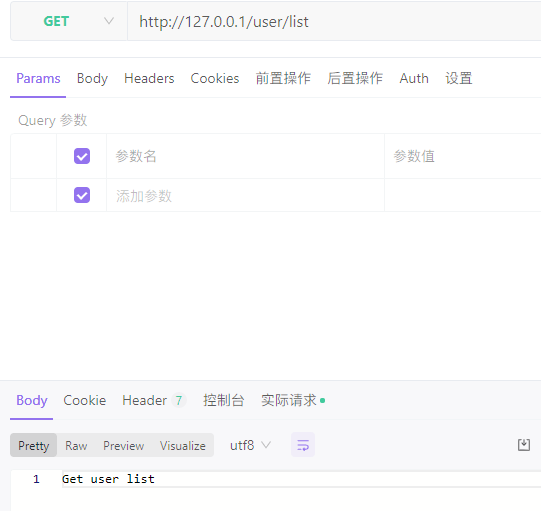 GET http://127.0.0.1/user/list
Params Body Headers Cookies 前置操作 后置操作 Auth 设置
Query 参数
参数名 参数值
添加参数
Body Cookie Header 7 控制台 实际请求
Pretty Raw Preview Visualize utf8
1 Get user list